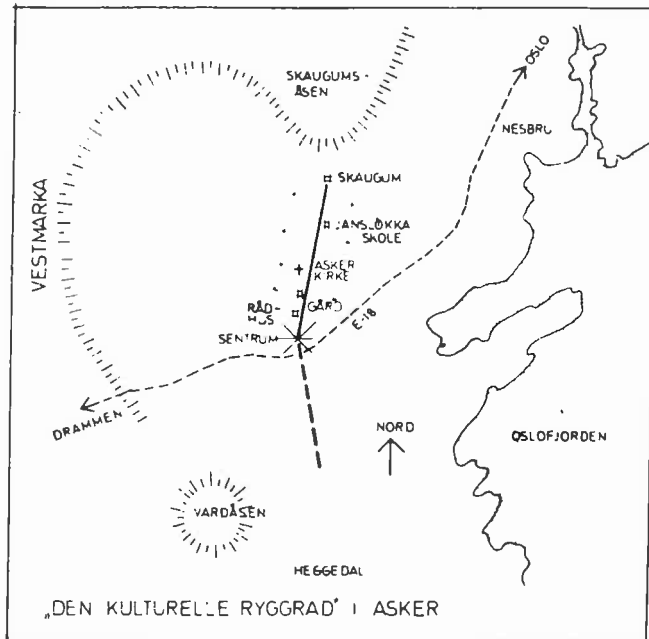 OSLO
SKAUGUMS-
ÅSEN
NESBRU
VESTMARKA
SKAUGUM
JANSLØKKA
SKOLE
ASKER
KIRKE
GÅRD
RÅD-
HUS
E-18
SENTRUM
DRAMMEN
NORD
OSLOFJORDEN
VARDÅSEN
HEGGEDAL
„DEN KULTURELLE RYGGRAD" I ASKER